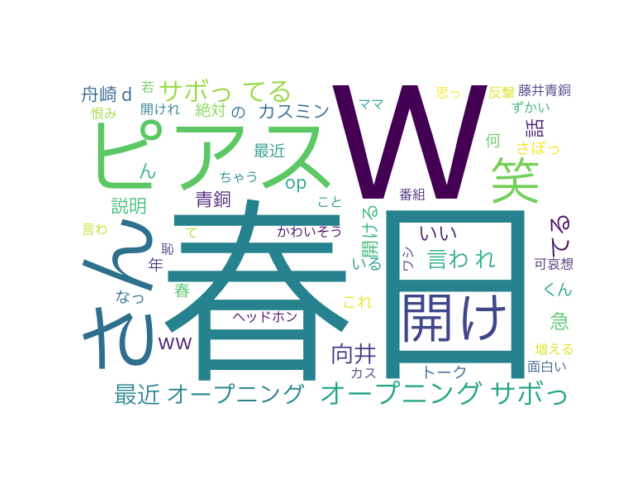 舟崎 d
若
サボっ てる
思っ
反撃
藤井青銅
恨み
開けれ
絶対
の
カスミン
ママ
ずかい
ピアス
w
話
さぼっ
ん
最近
何
笑
ちゃう
op
説明
青銅
こと
番組
開ける
てる
言わ
て
かわいそう
いい
さん
春日
恥
年
いる
ワシ
言わ れ
可哀想
なっ
春
これ
開け
くん
ヘッドホン
急
ww
向井
増える
カス
トーク
面白い
最近 オープニング
オープニング サボっ